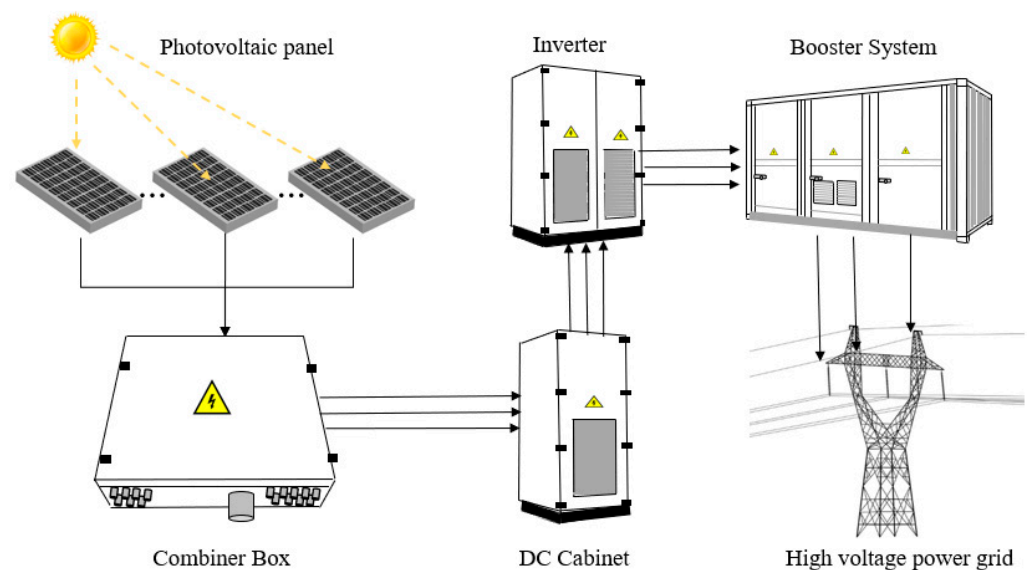 Photovoltaic panel
Inverter
Booster System
Combiner Box
DC Cabinet
High voltage power grid